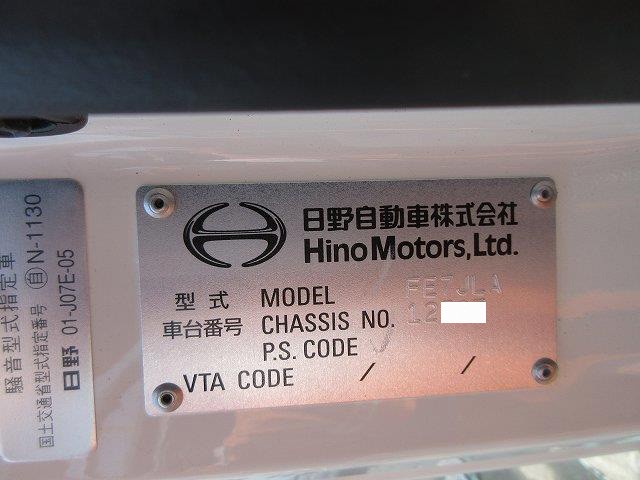 騒音型式指定車
国土交通省型式指定番号 自 N-1130
日野 01-J07E-05
日野自動車株式会社
Hino Motors, Ltd.
型式 MODEL FE7JLA
車台番号 CHASSIS NO. 12
P.S. CODE
VTA CODE / /